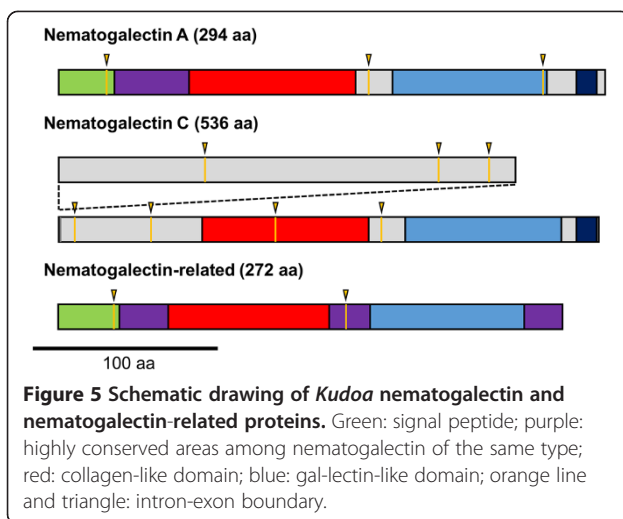 Nematogalectin A (294 aa)
Nematogalectin C (536 aa)
Nematogalectin-related (272 aa)
100 aa
Figure 5 Schematic drawing of Kudoa nematogalectin and
nematogalectin-related proteins. Green: signal peptide; purple:
highly conserved areas among nematogalectin of the same type;
red: collagen-like domain; blue: gal-lectin-like domain; orange line
and triangle: intron-exon boundary.